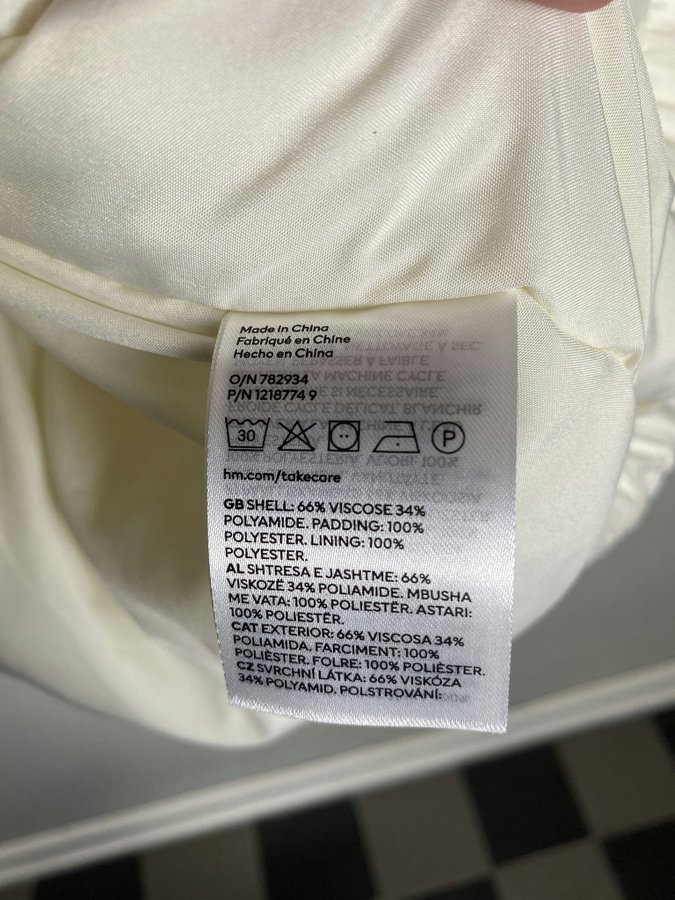 Made in China
Fabriqué en Chine
Hecho en China
O/N 782934
P/N 1218774 9
30
P
hm.com/takecare
GB SHELL: 66% VISCOSE 34%
POLYAMIDE. PADDING: 100%
POLYESTER. LINING: 100%
POLYESTER.
AL SHTRESA E JASHTME: 66%
VISKOZË 34% POLIAMIDE. MBUSHA
ME VATA: 100% POLIESTËR. ASTARI:
100% POLIESTËR.
CAT EXTERIOR: 66% VISCOSA 34%
POLIAMIDA. FARCIMENT: 100%
POLIÈSTER. FOLRE: 100% POLIÈSTER.
CZ SVRCHNÍ LÁTKA: 66% VISKÓZA
34% POLYAMID. POLSTROVÁNÍ: